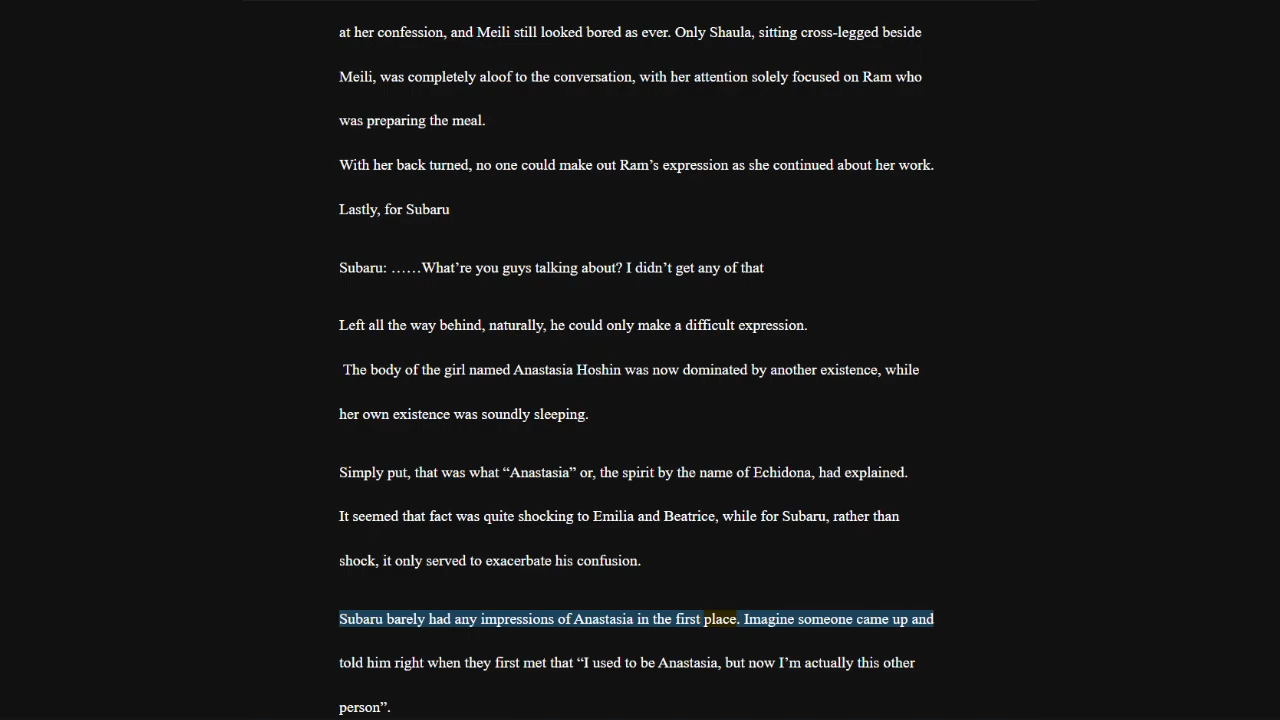 at her confession, and Meili still looked bored as ever. Only Shaula, sitting cross-legged beside
Meili, was completely aloof to the conversation, with her attention solely focused on Ram who
was preparing the meal.
With her back turned, no one could make out Ram’s expression as she continued about her work.
Lastly, for Subaru
Subaru: ……What’re you guys talking about? I didn’t get any of that
Left all the way behind, naturally, he could only make a difficult expression.
The body of the girl named Anastasia Hoshin was now dominated by another existence, while
her own existence was soundly sleeping.
Simply put, that was what “Anastasia” or, the spirit by the name of Echidona, had explained.
It seemed that fact was quite shocking to Emilia and Beatrice, while for Subaru, rather than
shock, it only served to exacerbate his confusion.
Subaru barely had any impressions of Anastasia in the first place. Imagine someone came up and
told him right when they first met that “I used to be Anastasia, but now I’m actually this other
person”.